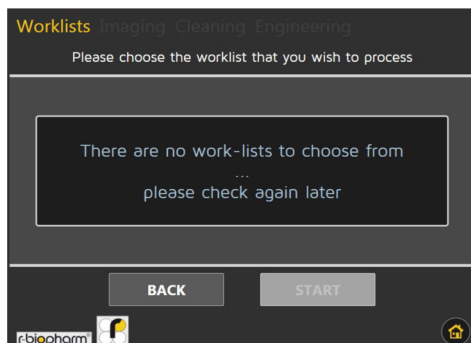 Worklists Imaging Cleaning Engineering
Please choose the worklist that you wish to process
There are no work-lists to choose from
...
please check again later
BACK START
r-biopharm®